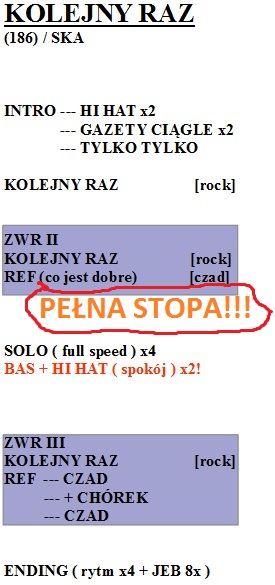 KOLEJNY RAZ
(186) / SKA
INTRO --- HI HAT x2
--- GAZETY CIĄGLE x2
--- TYLKO TYLKO
KOLEJNY RAZ [rock]
ZWR II
KOLEJNY RAZ [rock]
REF (co jest dobre) [czad]
PEŁNA STOPA!!!
SOLO ( full speed ) x4
BAS + HI HAT ( spokój ) x2!
ZWR III
KOLEJNY RAZ [rock]
REF --- CZAD
--- + CHÓREK
--- CZAD
ENDING ( rytm x4 + JEB 8x )